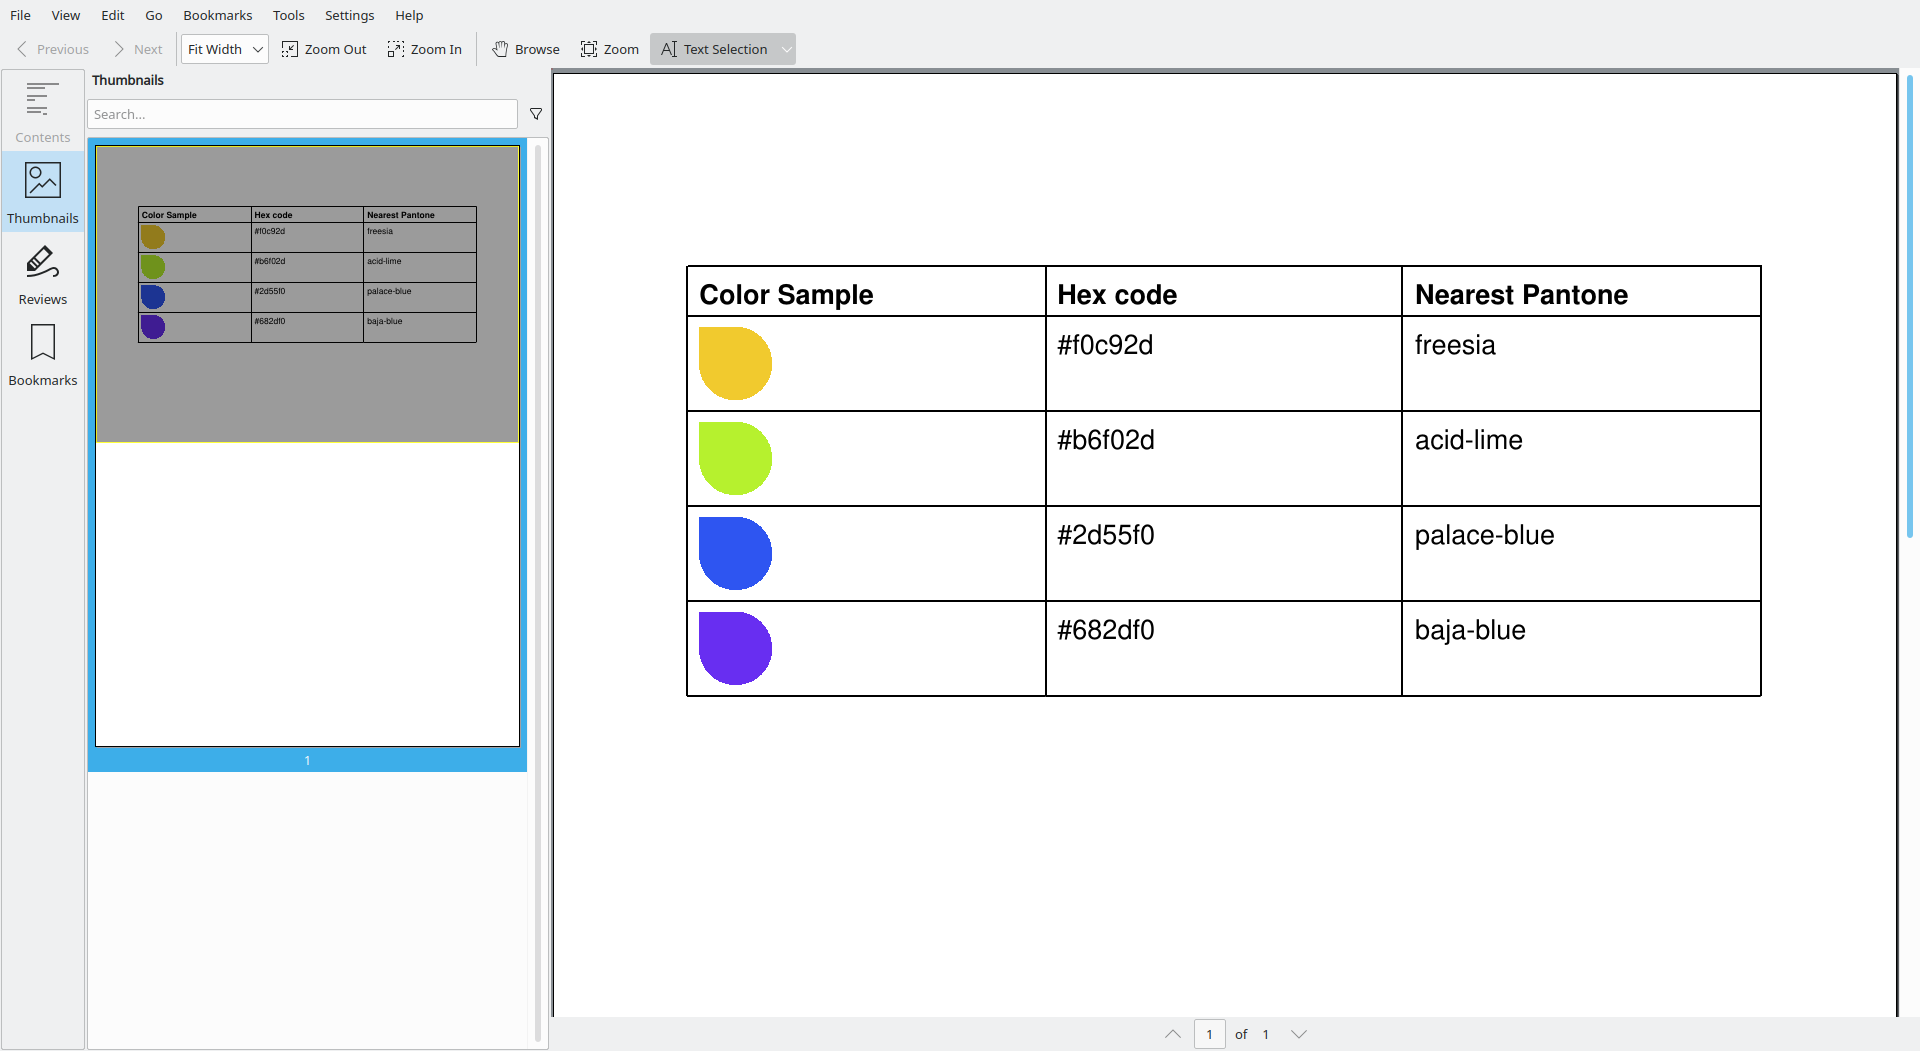 File View Edit Go Bookmarks Tools Settings Help
Previous Next Fit Width Zoom Out Zoom In Browse Zoom Text Selection
Contents
Thumbnails
Reviews
Bookmarks
Thumbnails
Search...
Color Sample Hex code Nearest Pantone
#f0c92d freesia
#b6f02d acid-lime
#2d55f0 palace-blue
#682df0 baja-blue
1
Color Sample Hex code Nearest Pantone
#f0c92d freesia
#b6f02d acid-lime
#2d55f0 palace-blue
#682df0 baja-blue
1 of 1